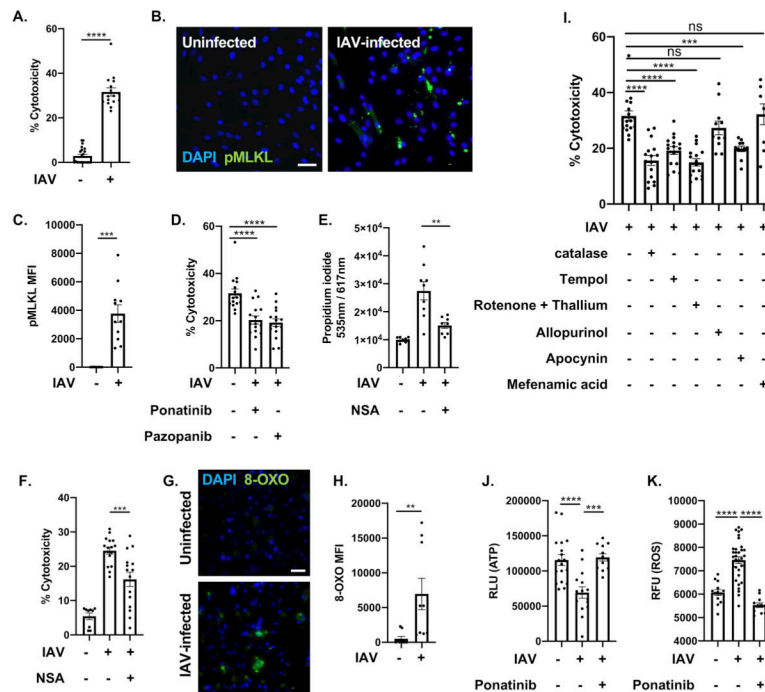 A.
****
60
40
20
0
% Cytotoxicity
IAV - +
B.
Uninfected
IAV-infected
DAPI pMLKL
C.
***
10000
8000
6000
4000
2000
0
pMLKL MFI
IAV - +
D.
****
****
60
40
20
0
% Cytotoxicity
IAV - + +
Ponatinib - + -
Pazopanib - - +
E.
**
5×10⁴
4×10⁴
3×10⁴
2×10⁴
1×10⁴
0
Propidium iodide
535nm / 617nm
IAV - + +
NSA - - +
F.
***
40
30
20
10
0
% Cytotoxicity
IAV - + +
NSA - - +
G.
DAPI 8-OXO
Uninfected
IAV-infected
H.
**
20000
15000
10000
5000
0
8-OXO MFI
IAV - +
I.
ns
***
ns
****
****
****
60
40
20
0
% Cytotoxicity
IAV + + + + + + +
catalase - + - - - - -
Tempol - - + - - - -
Rotenone + Thallium - - - + - - -
Allopurinol - - - - + - -
Apocynin - - - - - + -
Mefenamic acid - - - - - - +
J.
**** ***
200000
150000
100000
50000
0
RLU (ATP)
IAV - + +
Ponatinib - - +
K.
**** ****
10000
9000
8000
7000
6000
5000
4000
RFU (ROS)
IAV - + +
Ponatinib - - +